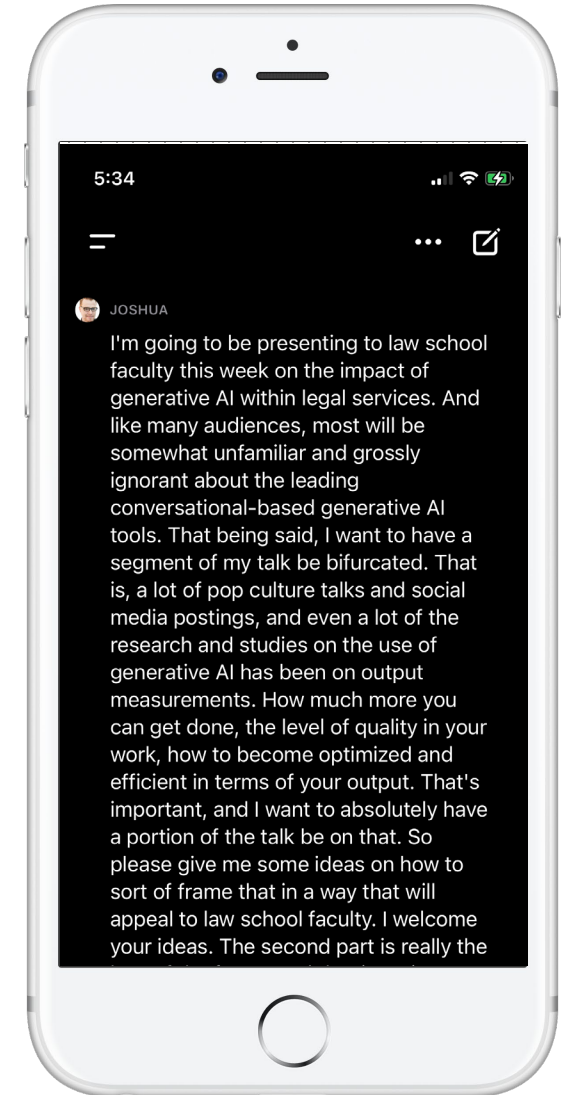 5:34
JOSHUA
I'm going to be presenting to law school
faculty this week on the impact of
generative AI within legal services. And
like many audiences, most will be
somewhat unfamiliar and grossly
ignorant about the leading
conversational-based generative AI
tools. That being said, I want to have a
segment of my talk be bifurcated. That
is, a lot of pop culture talks and social
media postings, and even a lot of the
research and studies on the use of
generative AI has been on output
measurements. How much more you
can get done, the level of quality in your
work, how to become optimized and
efficient in terms of your output. That's
important, and I want to absolutely have
a portion of the talk be on that. So
please give me some ideas on how to
sort of frame that in a way that will
appeal to law school faculty. I welcome
your ideas. The second part is really the